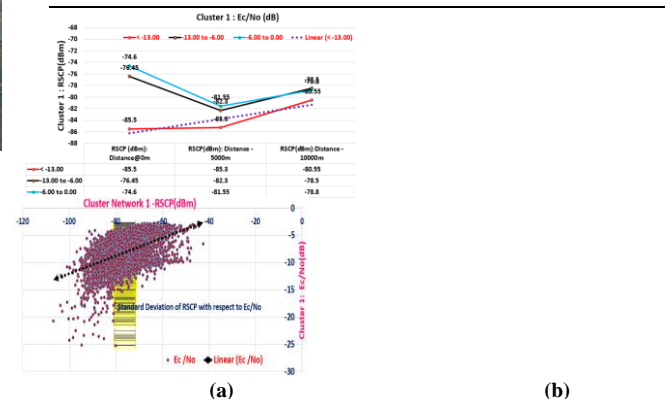 Cluster 1 : Ec/No (dB)
-68
-70
-72
-74
-76
-78
-80
-82
-84
-86
-88
Cluster 1 : RSCP(dBm)
< -13.00 -13.00 to -6.00 -6.00 to 0.00 Linear (< -13.00)
-74.6
-76.45
-85.5
-81.55
-82.3
-85.3
-78.5
-78.8
-80.55
RSCP (dBm): Distance@0m RSCP(dBm): Distance - 5000m RSCP(dBm):Distance - 10000m
< -13.00 -85.5 -85.3 -80.55
-13.00 to -6.00 -76.45 -82.3 -78.5
-6.00 to 0.00 -74.6 -81.55 -78.8
Cluster Network 1 -RSCP(dBm)
-120 -100 -80 -60 -40 -20 0
0
-5
-10
-15
-20
-25
-30
Cluster 1: Ec/No(dB)
Standard Deviation of RSCP with respect to Ec/No
Ec /No Linear (Ec /No)
(a) (b)